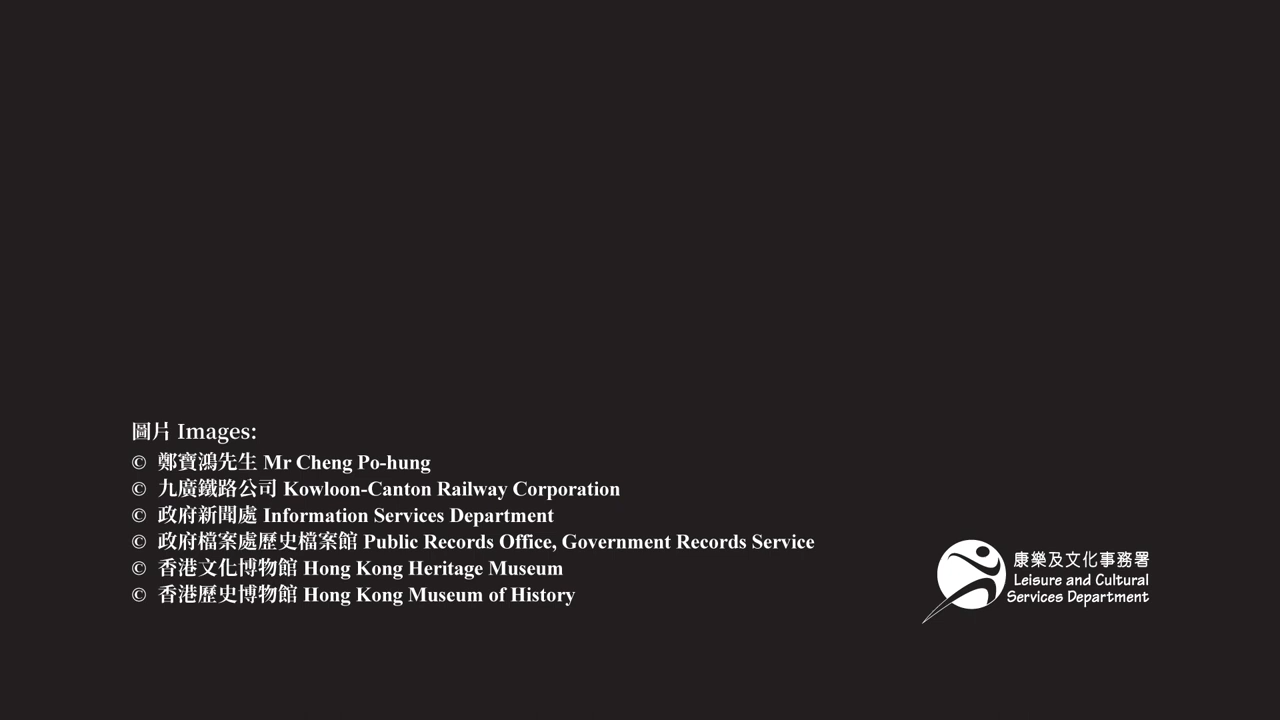 圖片 Images:
© 鄭寶鴻先生 Mr Cheng Po-hung
© 九廣鐵路公司 Kowloon-Canton Railway Corporation
© 政府新聞處 Information Services Department
© 政府檔案處歷史檔案館 Public Records Office, Government Records Service
© 香港文化博物館 Hong Kong Heritage Museum
© 香港歷史博物館 Hong Kong Museum of History
康樂及文化事務署
Leisure and Cultural
Services Department